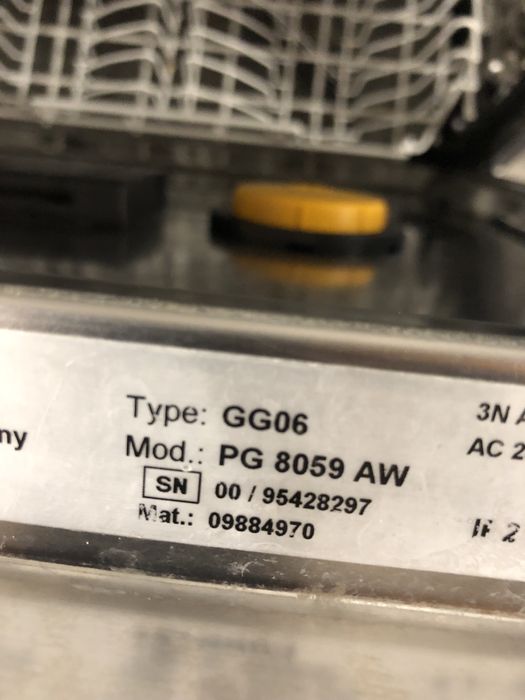 Type: GG06
3N
ny
Mod.: PG 8059 AW
AC 2
SN 00 / 95428297
Mat.: 09884970